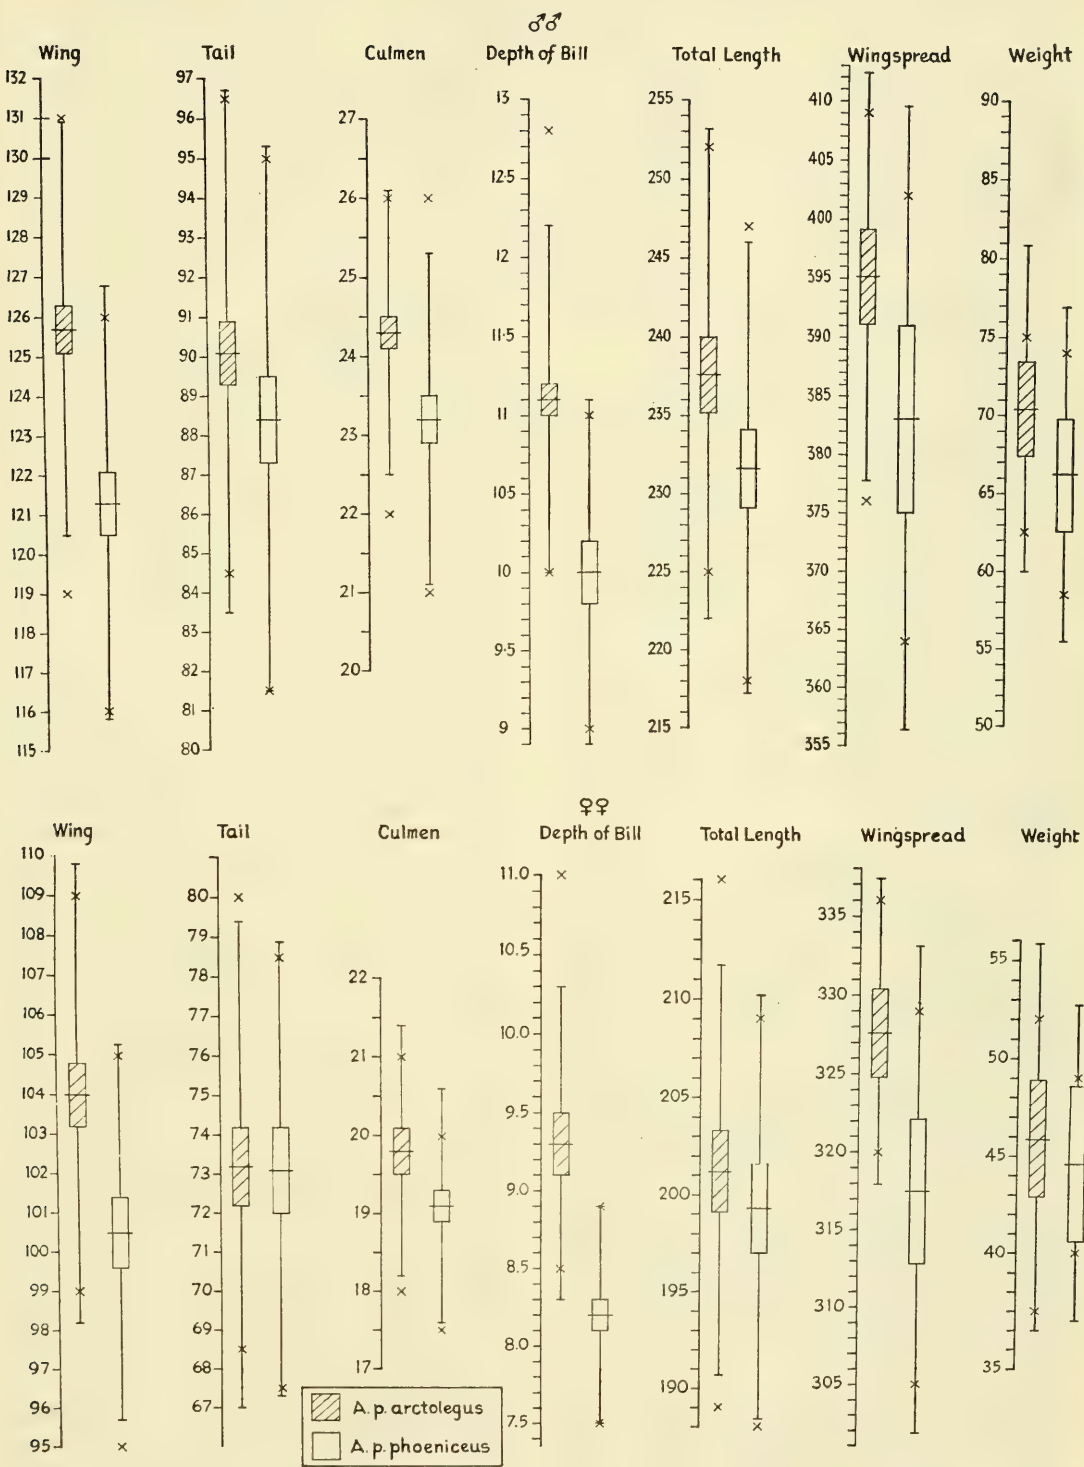 ♂♂
Wing Tail Culmen Depth of Bill Total Length Wingspread Weight
132 131 130 129 128 127 126 125 124 123 122 121 120 119 118 117 116 115
97 96 95 94 93 92 91 90 89 88 87 86 85 84 83 82 81 80
27 26 25 24 23 22 21 20
13 12.5 12 11.5 11 10.5 10 9.5 9
255 250 245 240 235 230 225 220 215
410 405 400 395 390 385 380 375 370 365 360 355
90 85 80 75 70 65 60 55 50
♀♀
Wing Tail Culmen Depth of Bill Total Length Wingspread Weight
110 109 108 107 106 105 104 103 102 101 100 99 98 97 96 95
80 79 78 77 76 75 74 73 72 71 70 69 68 67
22 21 20 19 18 17
11.0 10.5 10.0 9.5 9.0 8.5 8.0 7.5
215 210 205 200 195 190
335 330 325 320 315 310 305
55 50 45 40 35
A. p. arctolegus
A. p. phoeniceus